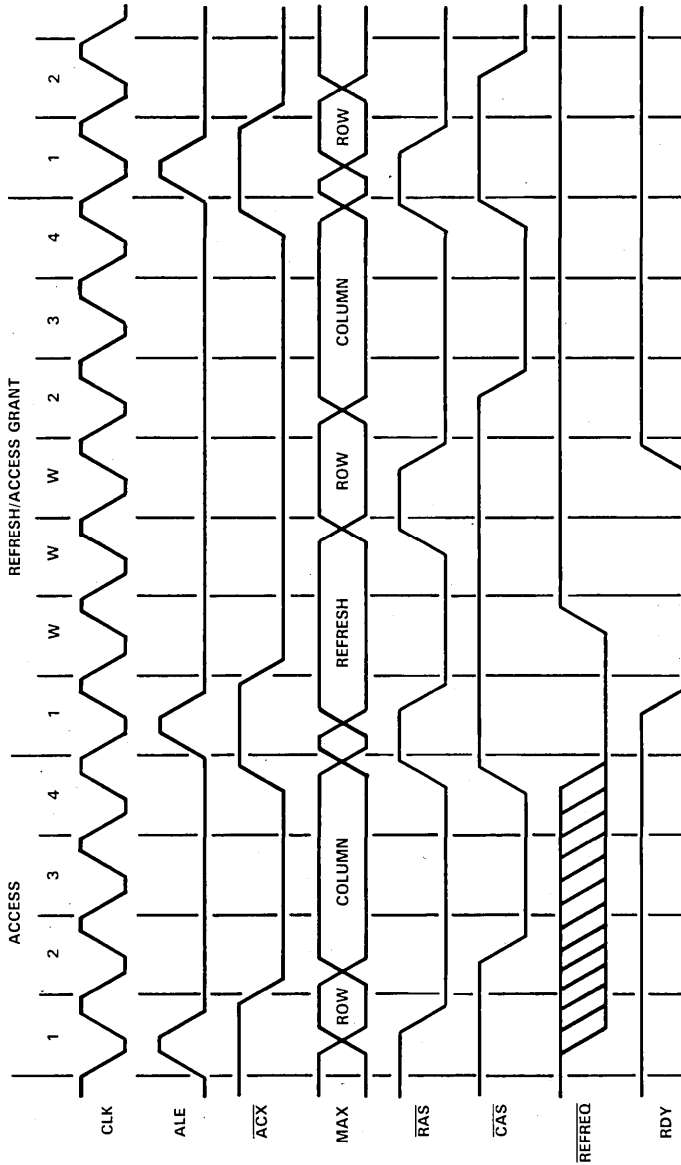 ACCESS
REFRESH/ACCESS GRANT
1 2 3 4 1 W W W 2 3 4 1 2
CLK
ALE
ACX
MAX ROW COLUMN REFRESH ROW COLUMN ROW
RAS
CAS
REFREQ
RDY